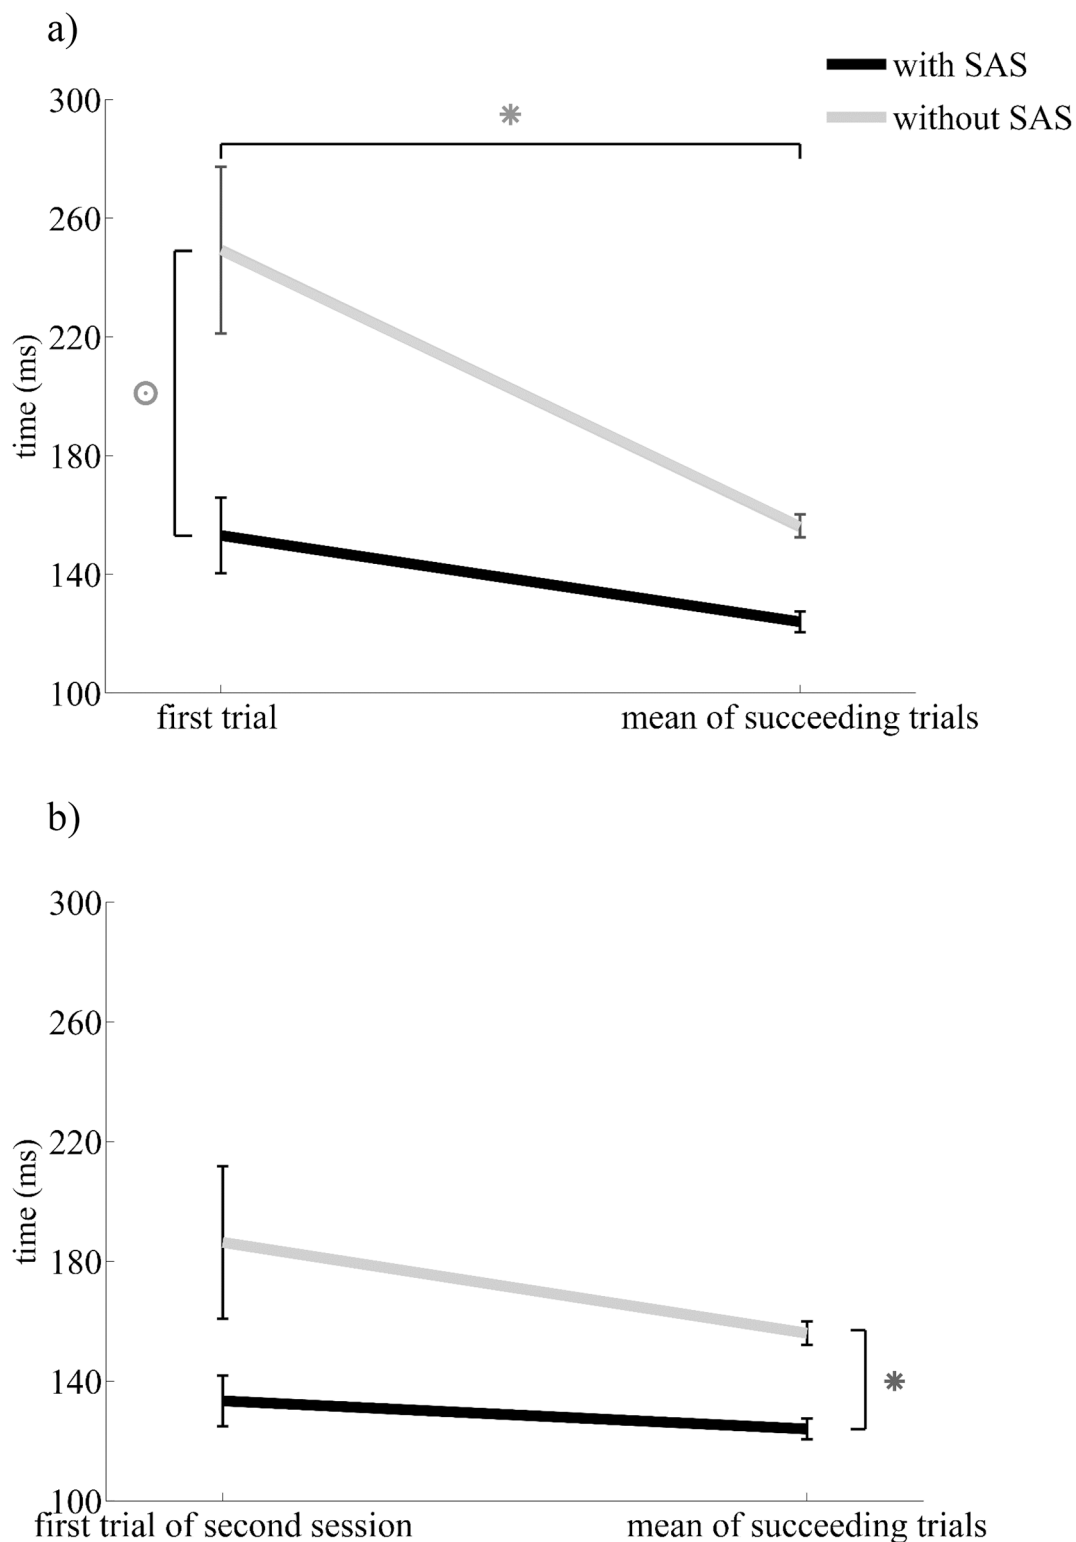 a)
with SAS
without SAS
300
260
220
180
140
100
time (ms)
first trial
mean of succeeding trials
b)
300
260
220
180
140
100
time (ms)
first trial of second session
mean of succeeding trials